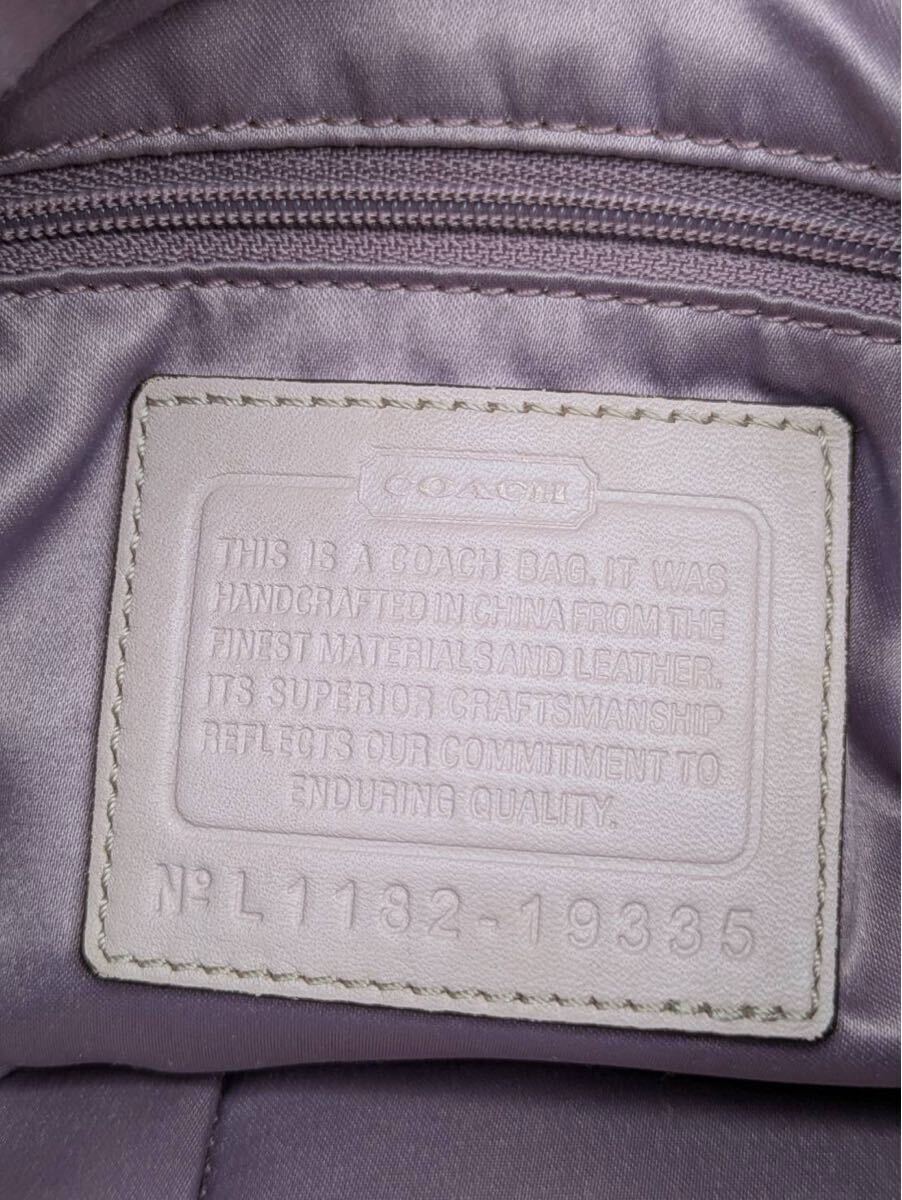 COACH
THIS IS A COACH BAG. IT WAS
HANDCRAFTED IN CHINA FROM THE
FINEST MATERIALS AND LEATHER.
ITS SUPERIOR CRAFTSMANSHIP
REFLECTS OUR COMMITMENT TO
ENDURING QUALITY.
Nº L1182-19335